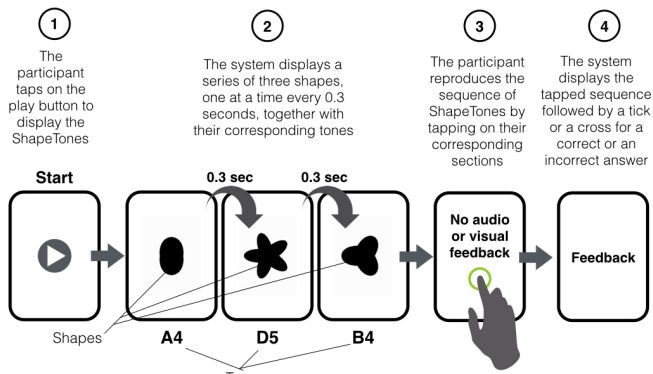 1
The
participant
taps on the
play button to
display the
ShapeTones
2
The system displays a
series of three shapes,
one at a time every 0.3
seconds, together with
their corresponding tones
3
The participant
reproduces the
sequence of
ShapeTones by
tapping on their
corresponding
sections
4
The system
displays the
tapped sequence
followed by a tick
or a cross for a
correct or an
incorrect answer
Start
0.3 sec
0.3 sec
No audio
or visual
feedback
Feedback
Shapes
A4
D5
B4